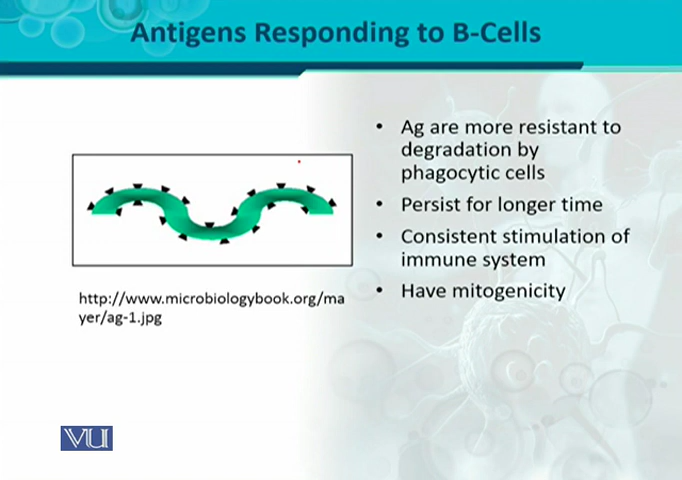 Antigens Responding to B-Cells
• Ag are more resistant to
degradation by
phagocytic cells
• Persist for longer time
• Consistent stimulation of
immune system
• Have mitogenicity
http://www.microbiologybook.org/ma
yer/ag-1.jpg
VU